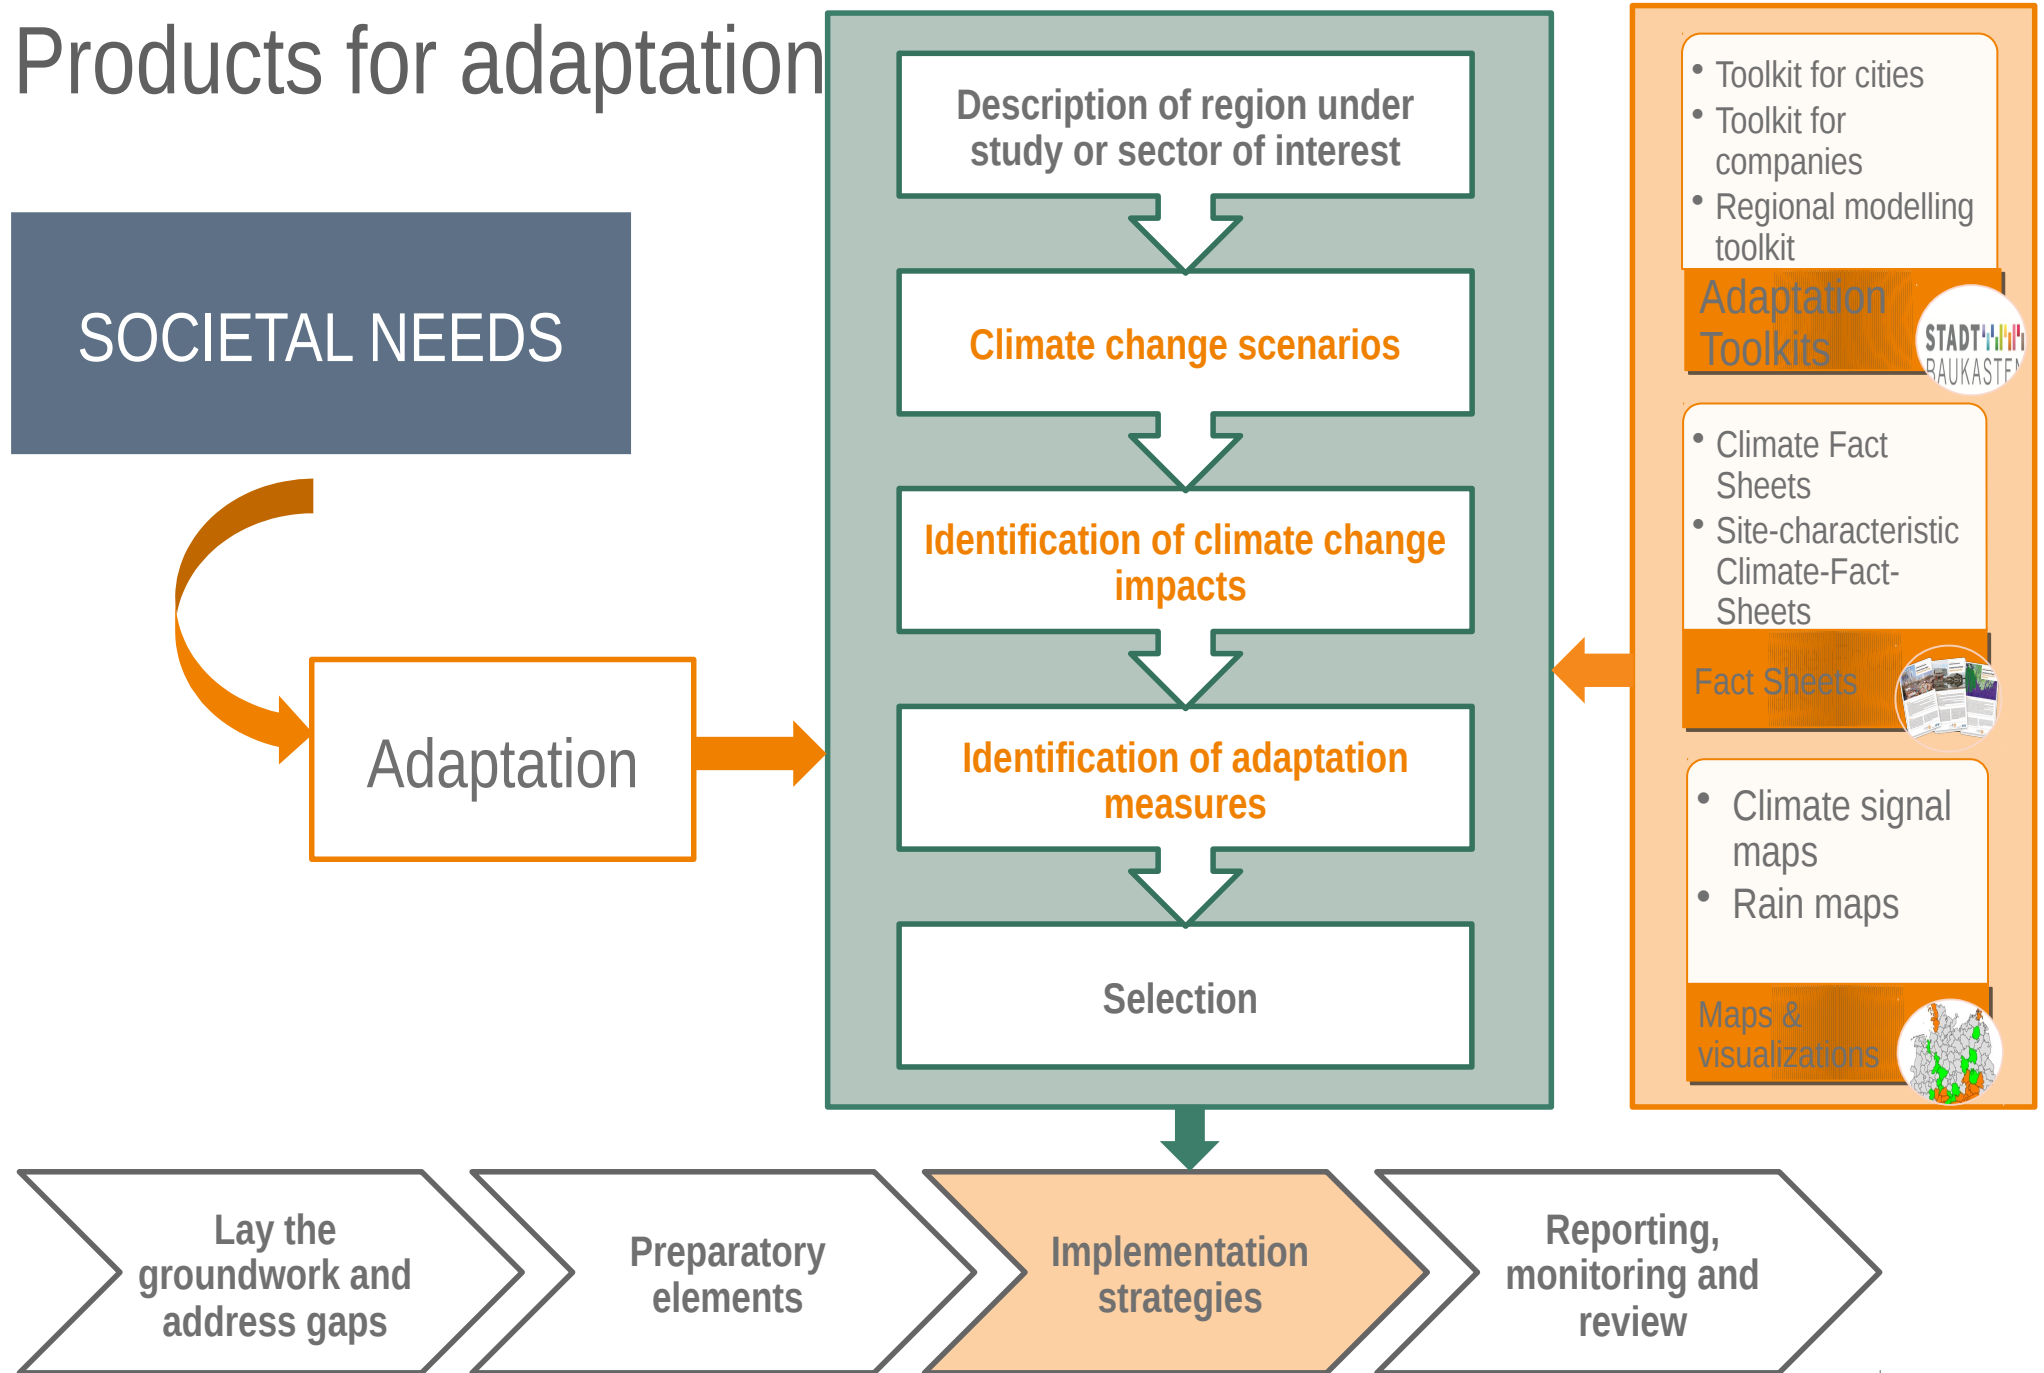 Products for adaptation
SOCIETAL NEEDS
Adaptation
Description of region under
study or sector of interest
Climate change scenarios
Identification of climate change
impacts
Identification of adaptation
measures
Selection
• Toolkit for cities
• Toolkit for
companies
• Regional modelling
toolkit
Adaptation
Toolkits
STADT
BAUKASTEN
• Climate Fact
Sheets
• Site-characteristic
Climate-Fact-
Sheets
Fact Sheets
• Climate signal
maps
• Rain maps
Maps &
visualizations
Lay the
groundwork and
address gaps
Preparatory
elements
Implementation
strategies
Reporting,
monitoring and
review